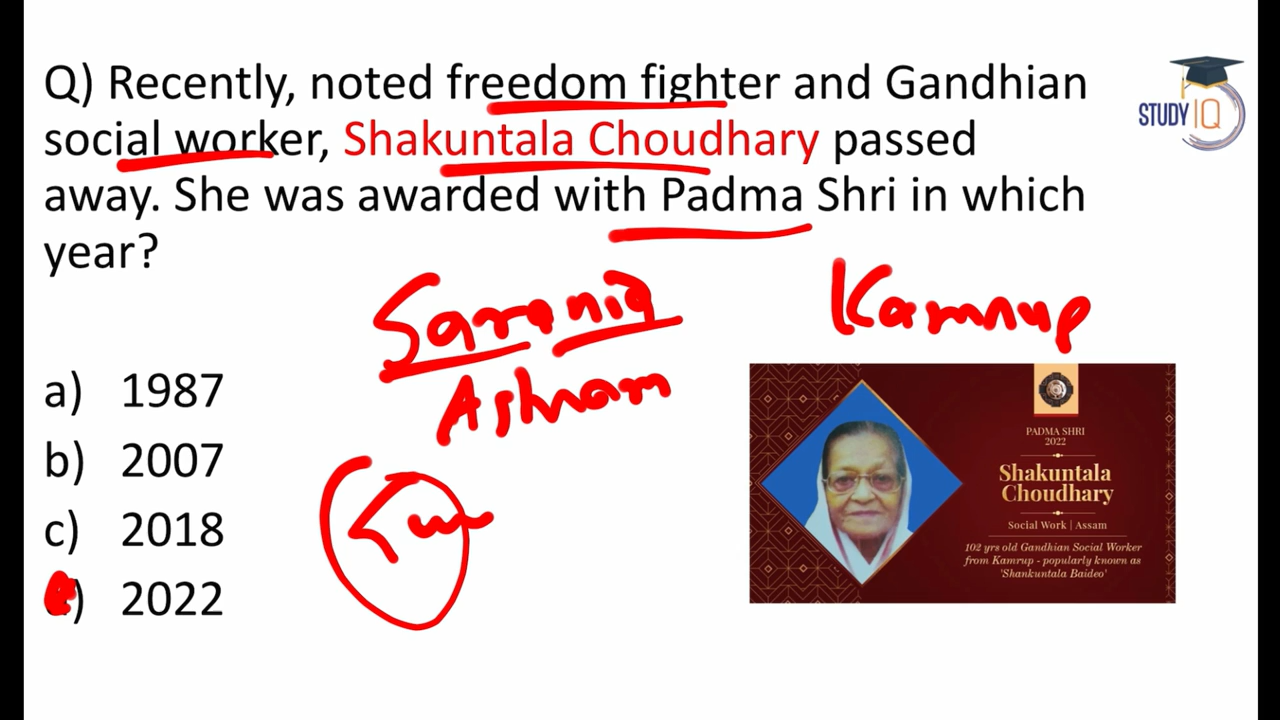 Q) Recently, noted freedom fighter and Gandhian
social worker, Shakuntala Choudhary passed
away. She was awarded with Padma Shri in which
year?
STUDY IQ
Sarania
Ashram
Kamrup
a) 1987
b) 2007
c) 2018
) 2022
PADMA SHRI
2022
Shakuntala
Choudhary
Social Work | Assam
102 yrs old Gandhian Social Worker
from Kamrup - popularly known as
'Shankuntala Baideo'